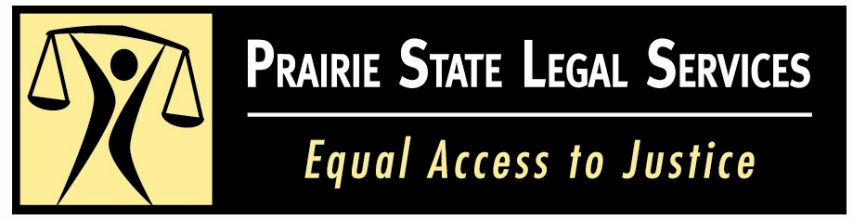 PRAIRIE STATE LEGAL SERVICES
Equal Access to Justice